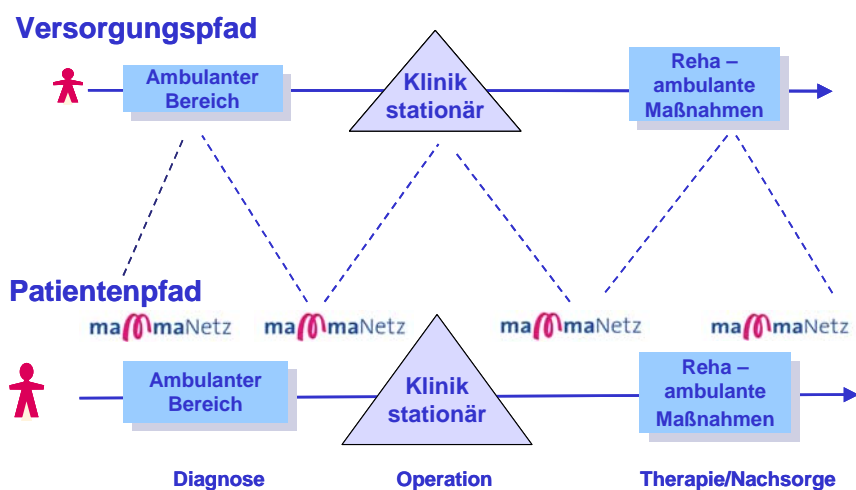 Versorgungspfad
Ambulanter
Bereich
Klinik
stationär
Reha –
ambulante
Maßnahmen
Patientenpfad
mammaNetz
mammaNetz
mammaNetz
mammaNetz
Ambulanter
Bereich
Klinik
stationär
Reha –
ambulante
Maßnahmen
Diagnose
Operation
Therapie/Nachsorge